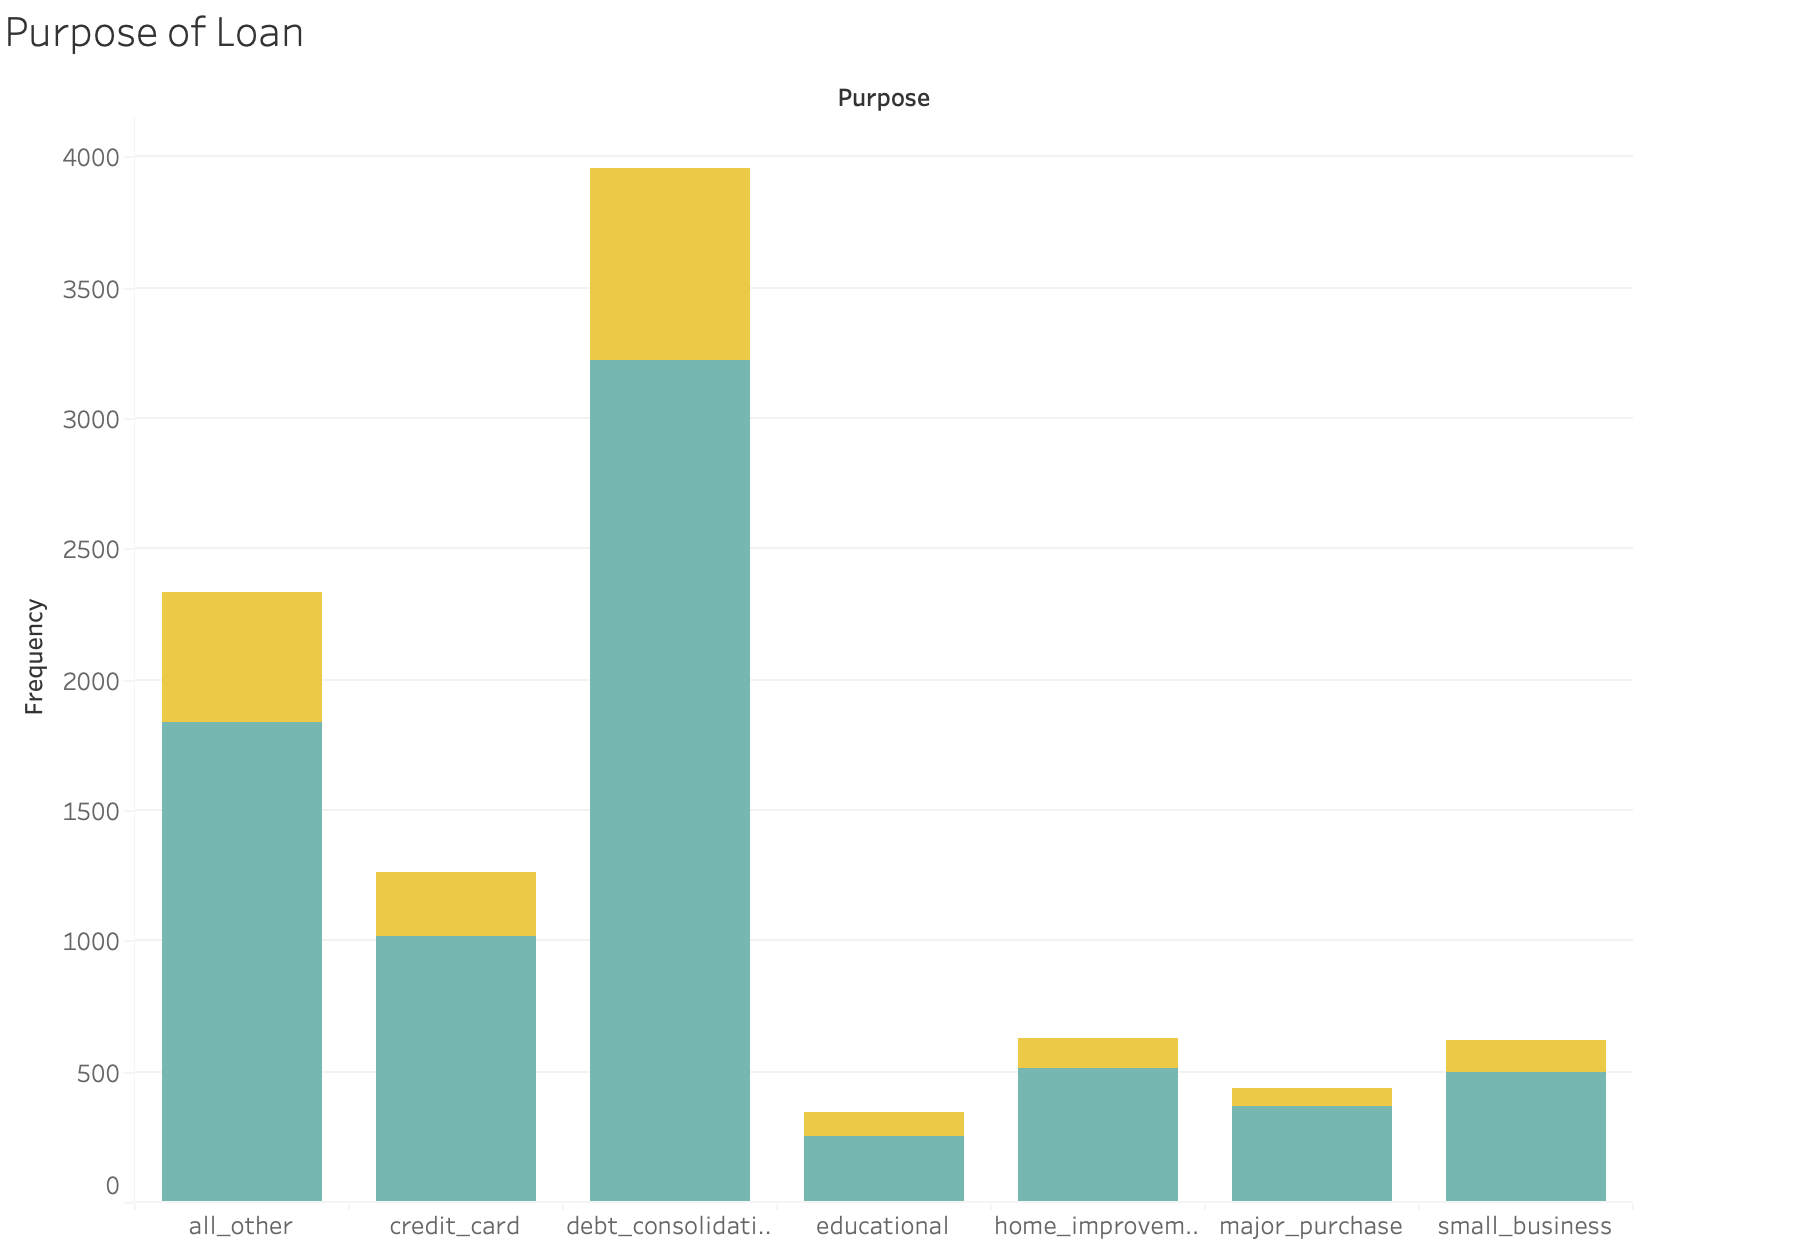 Purpose of Loan
Purpose
4000
3500
3000
2500
2000
1500
1000
500
0
Frequency
all_other credit_card debt_consolidati.. educational home_improvem.. major_purchase small_business